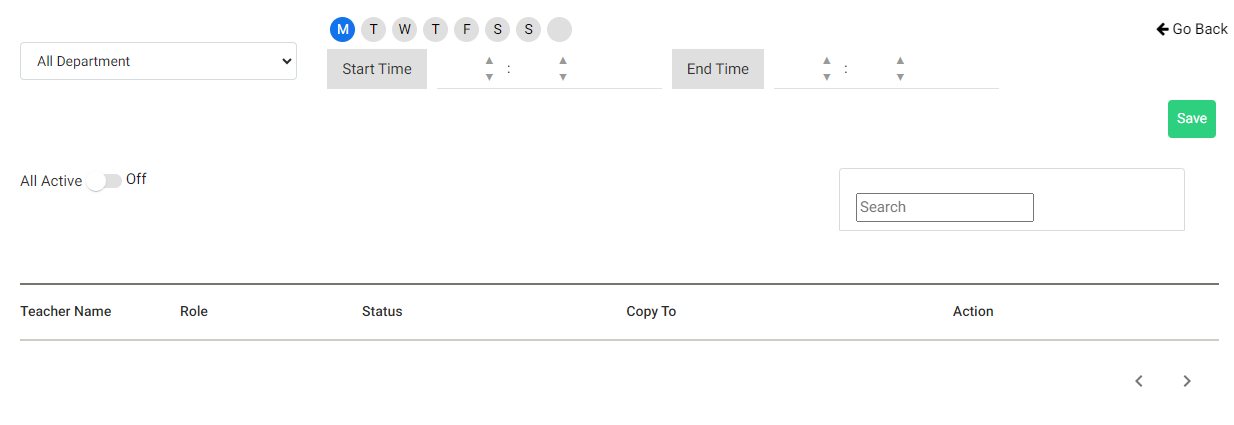 M T W T F S S
Go Back
All Department
Start Time : End Time :
Save
All Active Off
Search
Teacher Name Role Status Copy To Action